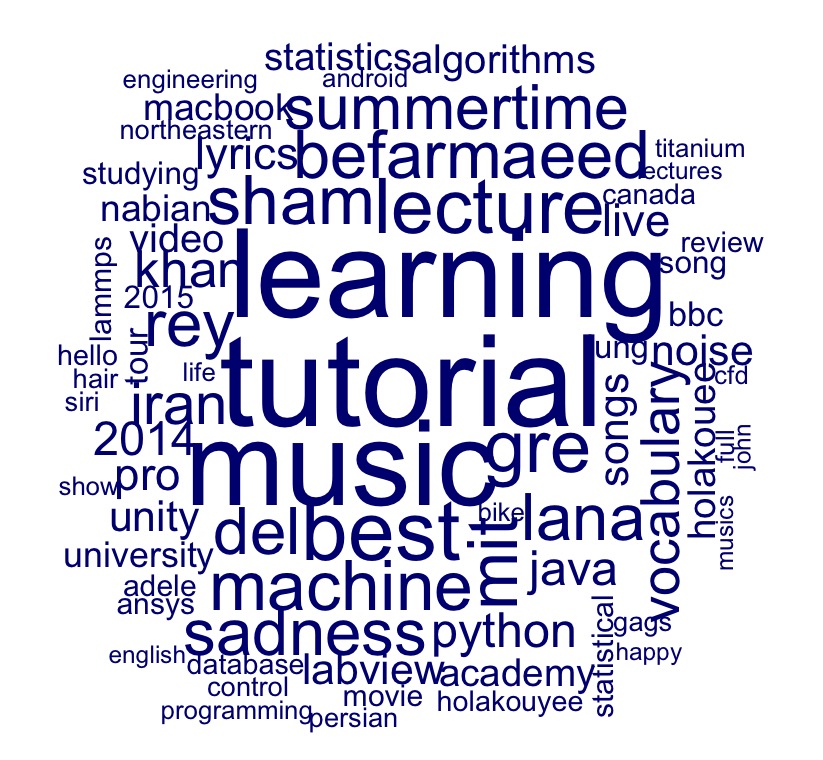 statistics
algorithms
engineering
android
macbook
summertime
northeastern
lyrics
befarmaeed
titanium
lectures
studying
canada
nabian
sham
lecture
live
video
learning
review
lammps
khan
song
2015
rey
bbc
hello
tour
life
tutorial
ung
noise
hair
cfd
siri
iran
songs
vocabulary
holakouee
2014
music
gre
full
john
show
pro
bike
unity
del
best
mit
lana
musics
university
java
adele
machine
ansys
sadness
python
statistical
gags
english
database
labview
academy
happy
control
movie
holakouyee
programming
persian